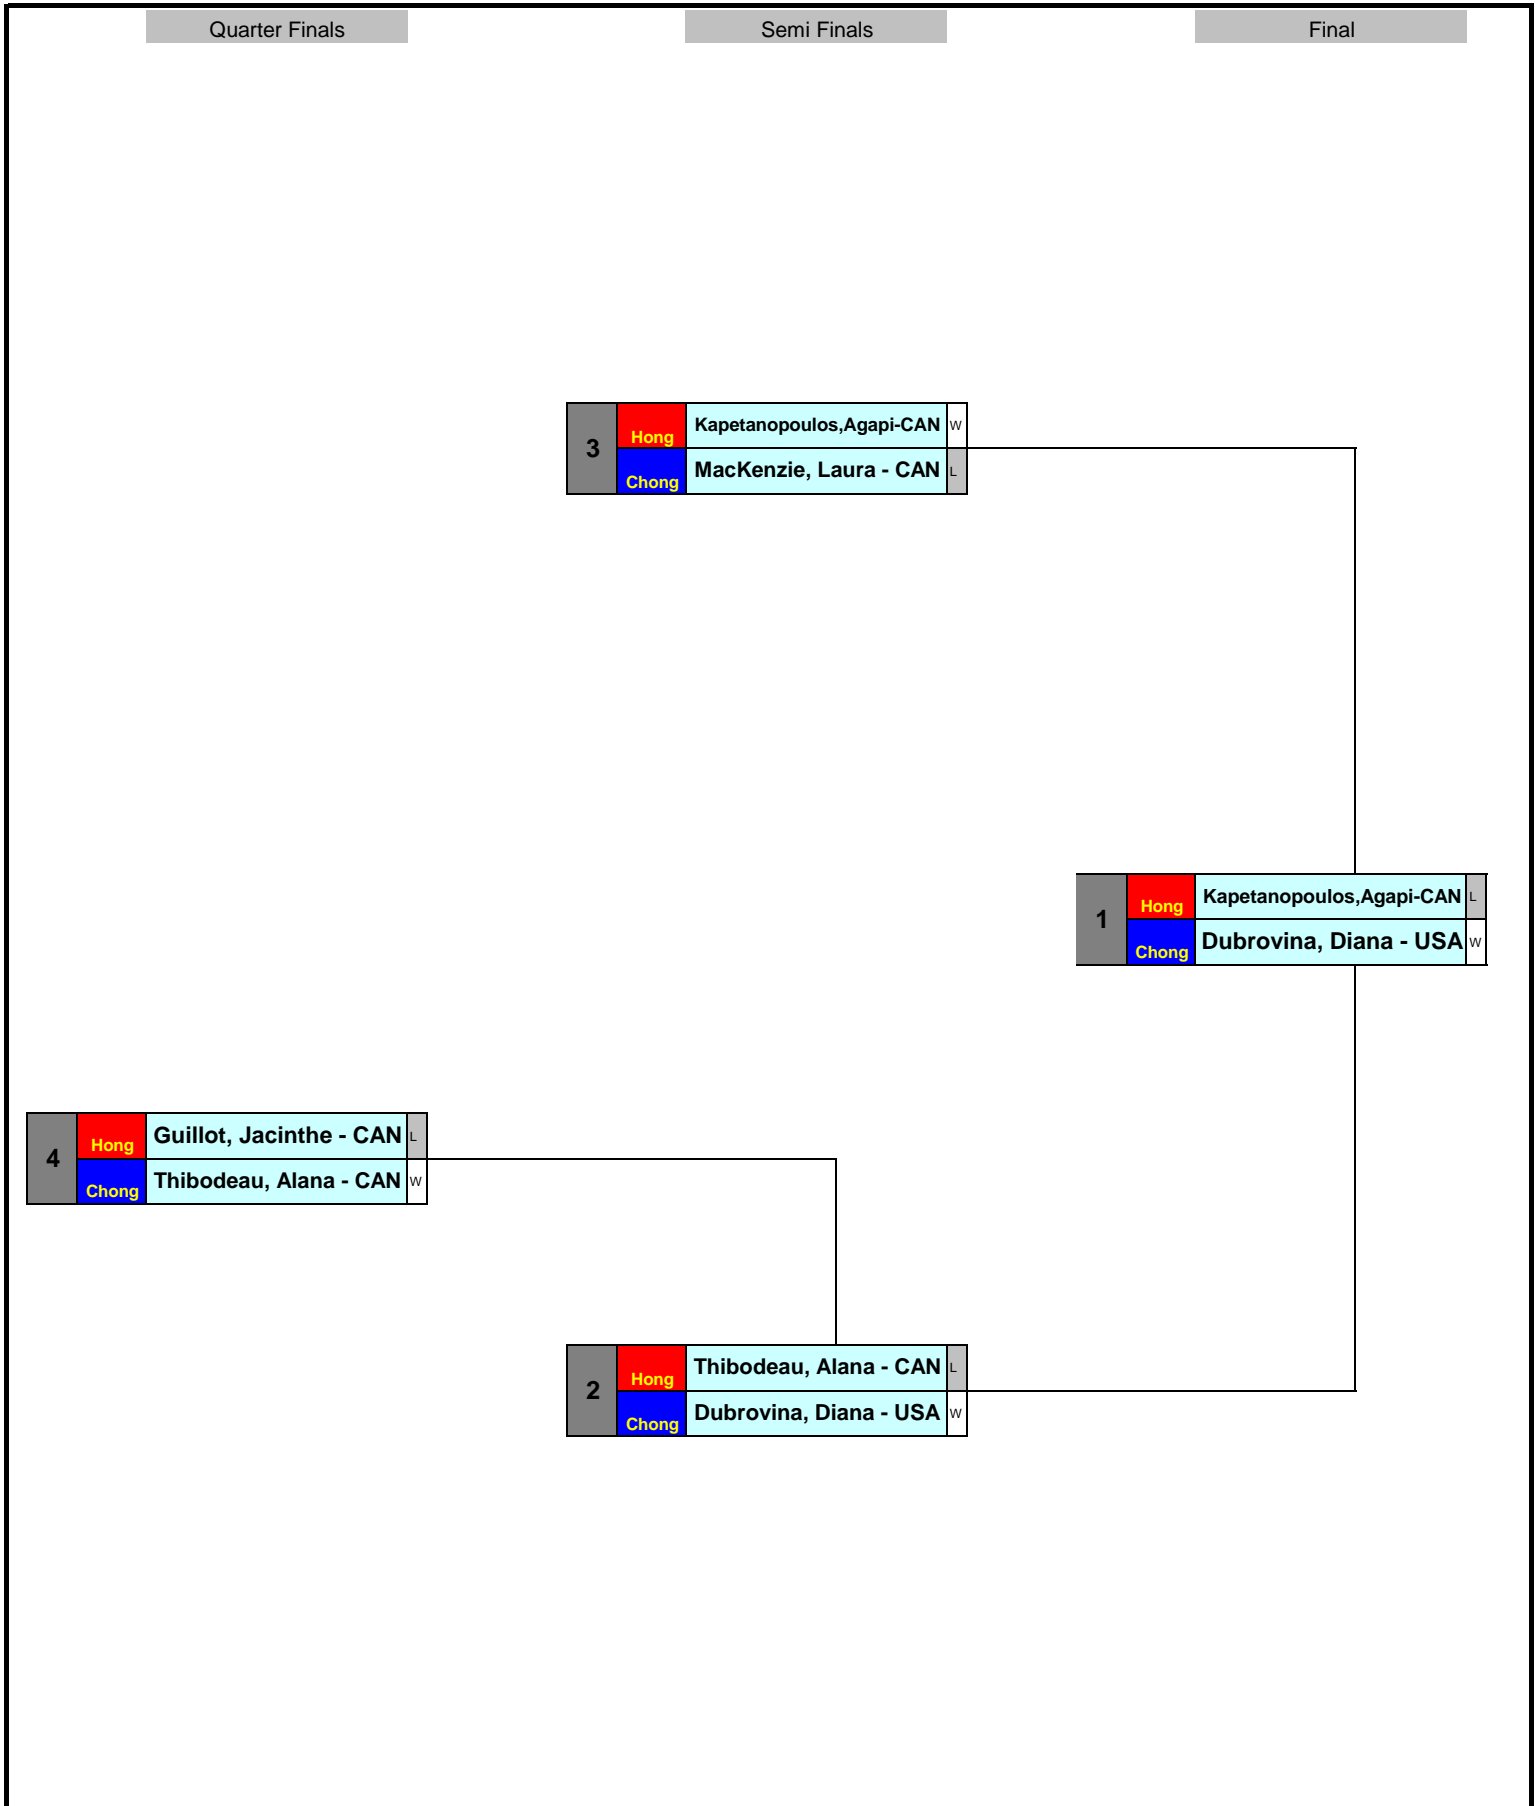 Quarter Finals Semi Finals Final
3 Hong Kapetanopoulos,Agapi-CAN W
Chong MacKenzie, Laura - CAN L
1 Hong Kapetanopoulos,Agapi-CAN L
Chong Dubrovina, Diana - USA W
4 Hong Guillot, Jacinthe - CAN L
Chong Thibodeau, Alana - CAN W
2 Hong Thibodeau, Alana - CAN L
Chong Dubrovina, Diana - USA W